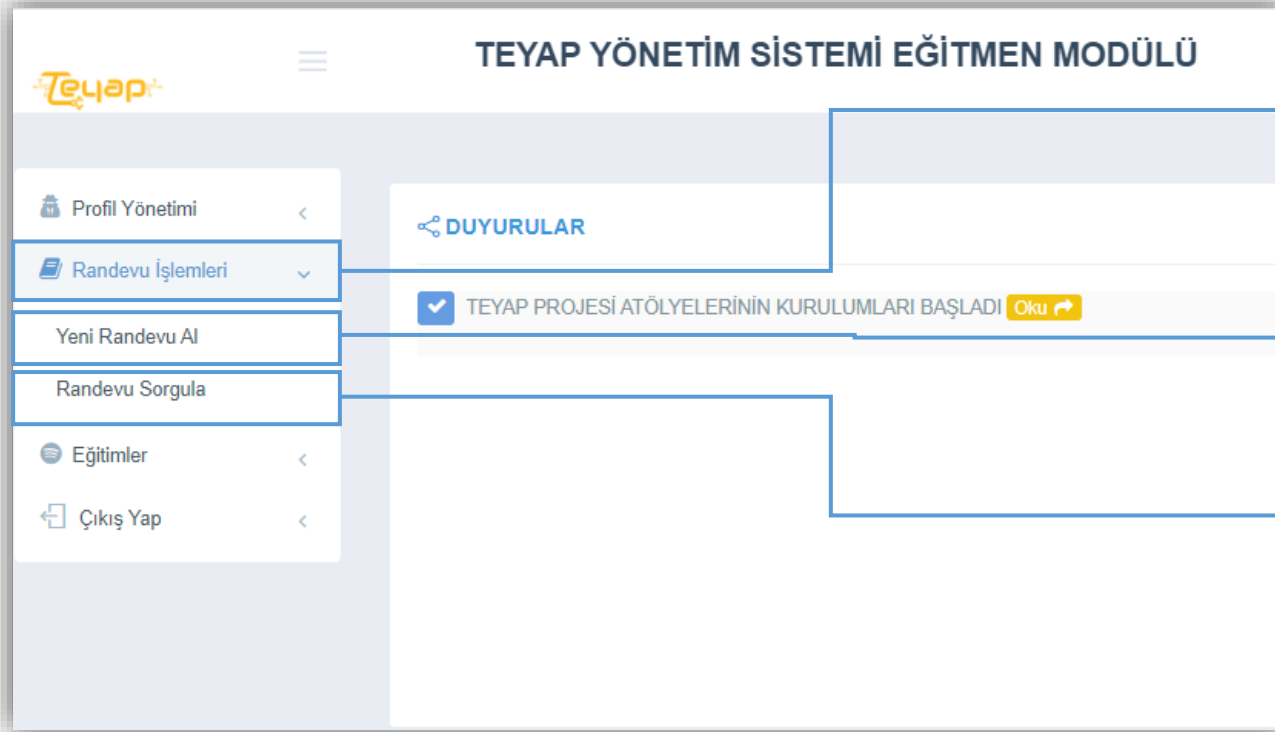 TEYAP YÖNETİM SİSTEMİ EĞİTMEN MODÜLÜ
Teyap
Profil Yönetimi
Randevu İşlemleri
Yeni Randevu Al
Randevu Sorgula
Eğitimler
Çıkış Yap
DUYURULAR
TEYAP PROJESİ ATÖLYELERİNİN KURULUMLARI BAŞLADI Oku